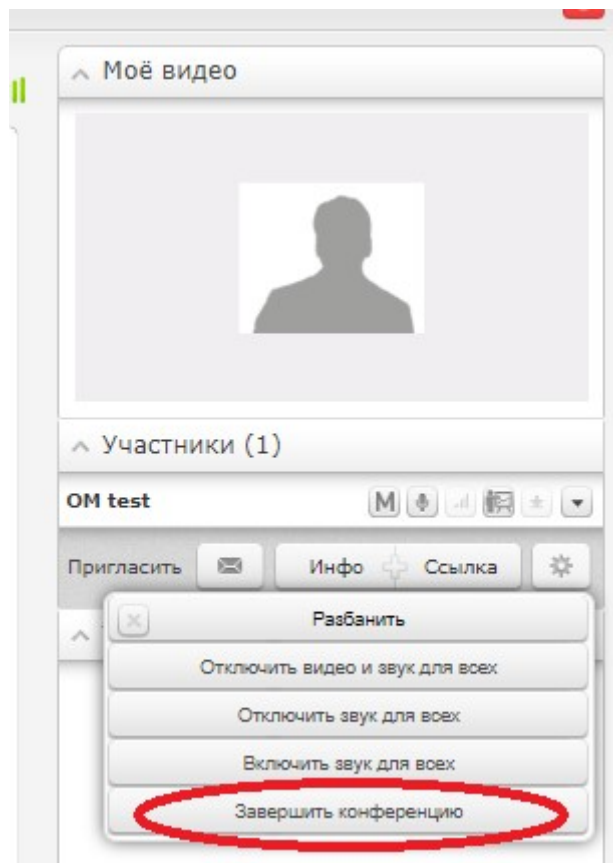 Моё видео
Участники (1)
OM test M
Пригласить Инфо Ссылка
Разбанить
Отключить видео и звук для всех
Отключить звук для всех
Включить звук для всех
Завершить конференцию